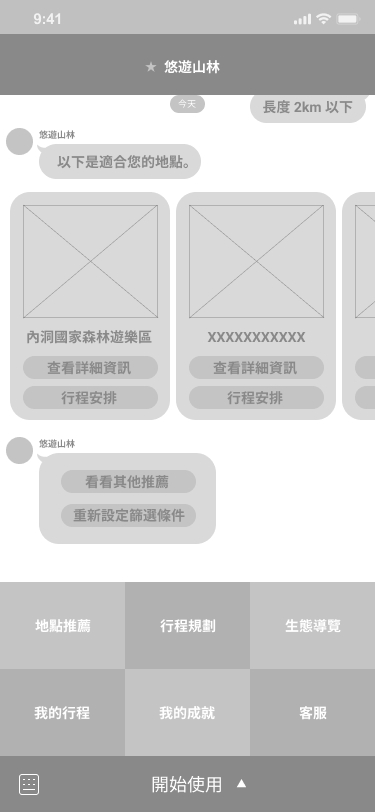 9:41
★ 悠遊山林
今天
長度 2km 以下
悠遊山林
以下是適合您的地點。
內洞國家森林遊樂區
XXXXXXXXXXX
查看詳細資訊
查看詳細資訊
行程安排
行程安排
悠遊山林
看看其他推薦
重新設定篩選條件
地點推薦
行程規劃
生態導覽
我的行程
我的成就
客服
開始使用 ▲